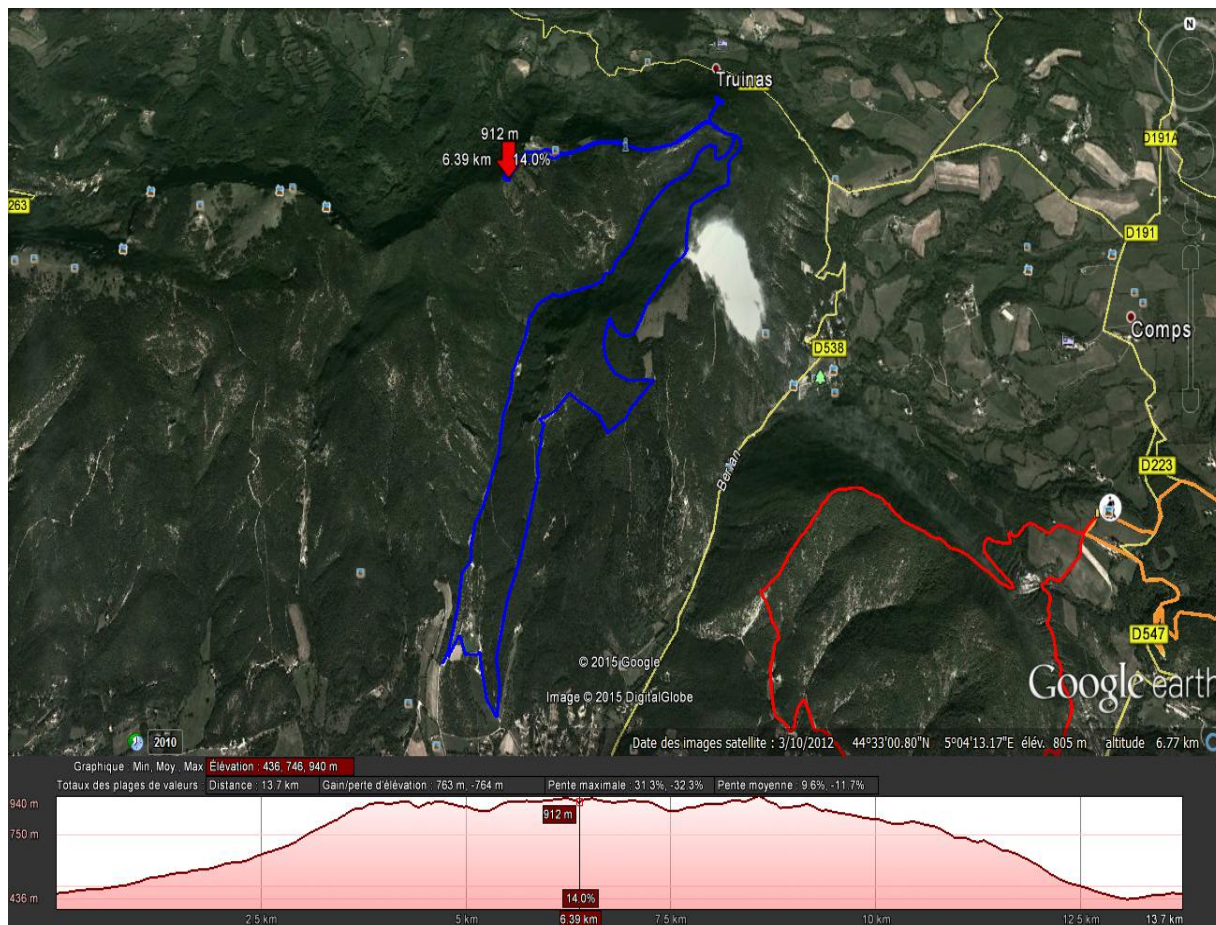 N
Truinas
912 m
6.39 km
14.0%
D191A
263
D191
Comps
D538
D223
Berlan
D547
© 2015 Google
Image © 2015 DigitalGlobe
Google earth
2010
Date des images satellite : 3/10/2012 44°33'00.80"N 5°04'13.17"E élév. 805 m altitude 6.77 km
Graphique : Min, Moy., Max Élévation : 436, 746, 940 m
Totaux des plages de valeurs Distance : 13.7 km Gain/perte d'élévation : 763 m, -764 m Pente maximale : 31.3%, -32.3% Pente moyenne : 9.6%, -11.7%
940 m
912 m
750 m
436 m
14.0%
2.5 km
5 km
6.39 km
7.5 km
10 km
12.5 km
13.7 km